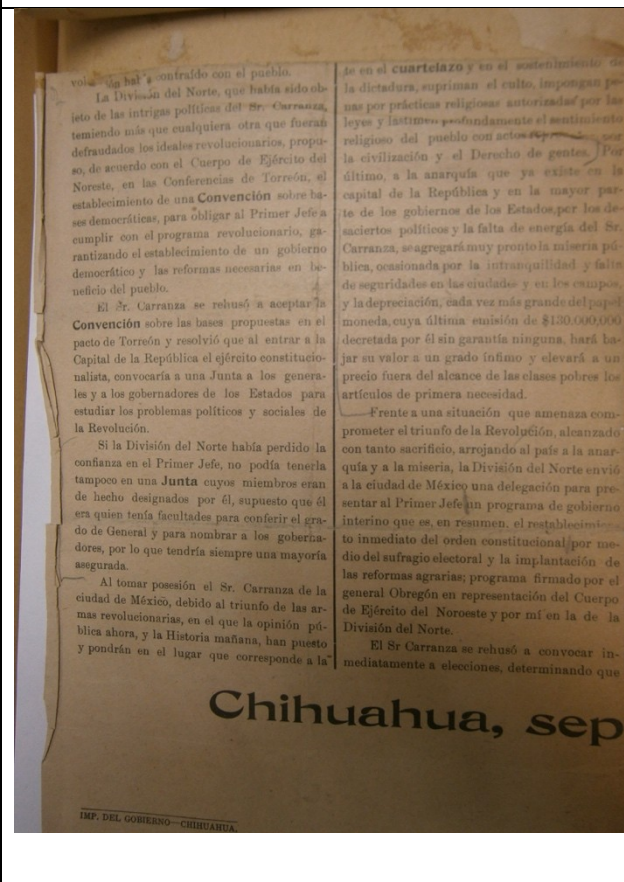 contraído con el pueblo.
La División del Norte, que había sido ob-
jeto de las intrigas políticas del Sr. Carranza,
temiendo más que cualquiera otra que fueran
defraudados los ideales revolucionarios, propu-
so, de acuerdo con el Cuerpo de Ejército del
Noreste, en las Conferencias de Torreón, el
establecimiento de una Convención sobre ba-
ses democráticas, para obligar al Primer Jefe a
cumplir con el programa revolucionario, ga-
rantizando el establecimiento de un gobierno
democrático y las reformas necesarias en be-
neficio del pueblo.
El Sr. Carranza se rehusó a aceptar la
Convención sobre las bases propuestas en el
pacto de Torreón y resolvió que al entrar a la
Capital de la República el ejército constitucio-
nalista, convocaría a una Junta a los genera-
les y a los gobernadores de los Estados para
estudiar los problemas políticos y sociales de
la Revolución.
Si la División del Norte había perdido la
confianza en el Primer Jefe, no podía tenerla
tampoco en una Junta cuyos miembros eran
de hecho designados por él, supuesto que él
era quien tenía facultades para conferir el gra-
do de General y para nombrar a los goberna-
dores, por lo que tendría siempre una mayoría
asegurada.
Al tomar posesión el Sr. Carranza de la
ciudad de México, debido al triunfo de las ar-
mas revolucionarias, en el que la opinión pú-
blica ahora, y la Historia mañana, han puesto
y pondrán en el lugar que corresponde a la
te en el cuartelazo y en el sostenimiento de
la dictadura, supriman el culto, impongan pe-
nas por prácticas religiosas autorizadas por las
leyes y lastimen profundamente el sentimiento
religioso del pueblo con actos por
la civilización y el Derecho de gentes. Por
último, a la anarquía que ya existe en la
capital de la República y en la mayor par-
te de los gobiernos de los Estados, por los de-
saciertos políticos y la falta de energía del Sr.
Carranza, se agregará muy pronto la miseria pú-
blica, ocasionada por la intranquilidad y falta
de seguridades en las ciudades y en los campos,
y la depreciación, cada vez más grande del papel
moneda, cuya última emisión de $130.000,000
decretada por él sin garantía ninguna, hará ba-
jar su valor a un grado ínfimo y elevará a un
precio fuera del alcance de las clases pobres los
artículos de primera necesidad.
Frente a una situación que amenaza com-
prometer el triunfo de la Revolución, alcanzado
con tanto sacrificio, arrojando al país a la anar-
quía y a la miseria, la División del Norte envió
a la ciudad de México una delegación para pre-
sentar al Primer Jefe un programa de gobierno
interino que es, en resumen, el restablecimien-
to inmediato del orden constitucional por me-
dio del sufragio electoral y la implantación de
las reformas agrarias; programa firmado por el
general Obregón en representación del Cuerpo
de Ejército del Noroeste y por mí en la de la
División del Norte.
El Sr Carranza se rehusó a convocar in-
mediatamente a elecciones, determinando que
Chihuahua, sep
IMP. DEL GOBIERNO—CHIHUAHUA.